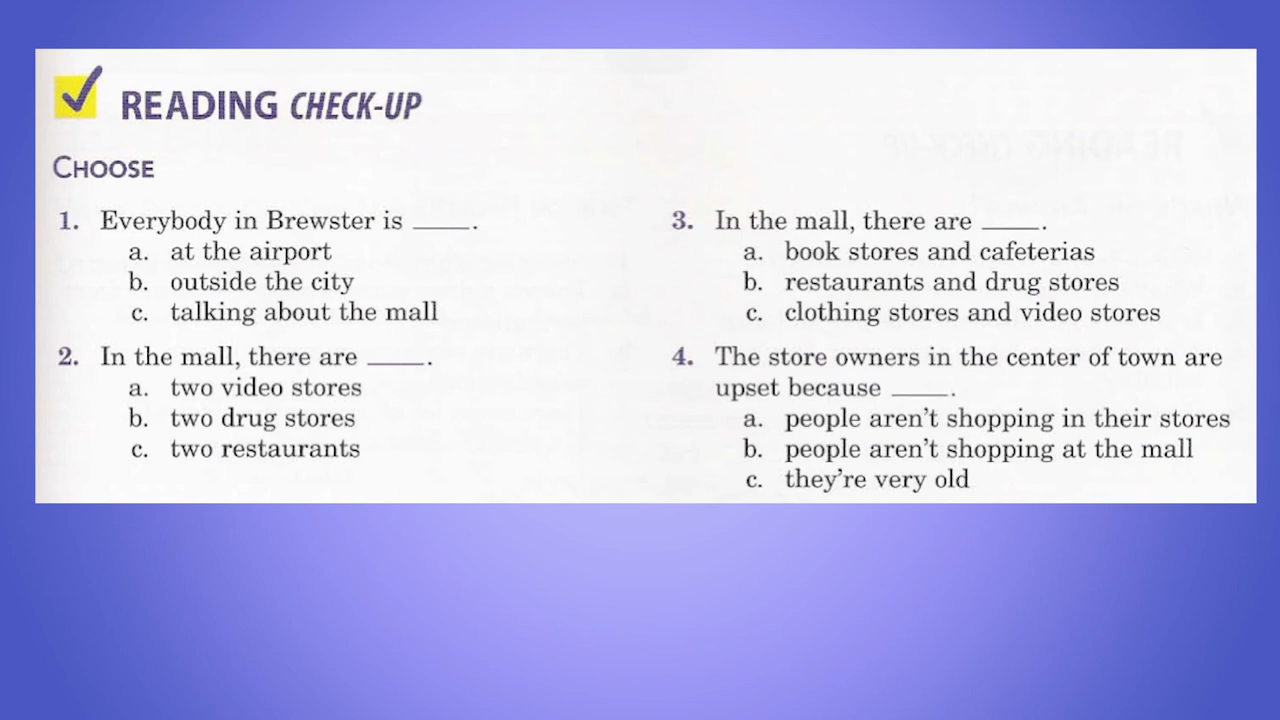 READING CHECK-UP
CHOOSE
1. Everybody in Brewster is ____.
a. at the airport
b. outside the city
c. talking about the mall
2. In the mall, there are ____.
a. two video stores
b. two drug stores
c. two restaurants
3. In the mall, there are ____.
a. book stores and cafeterias
b. restaurants and drug stores
c. clothing stores and video stores
4. The store owners in the center of town are
upset because ____.
a. people aren't shopping in their stores
b. people aren't shopping at the mall
c. they're very old